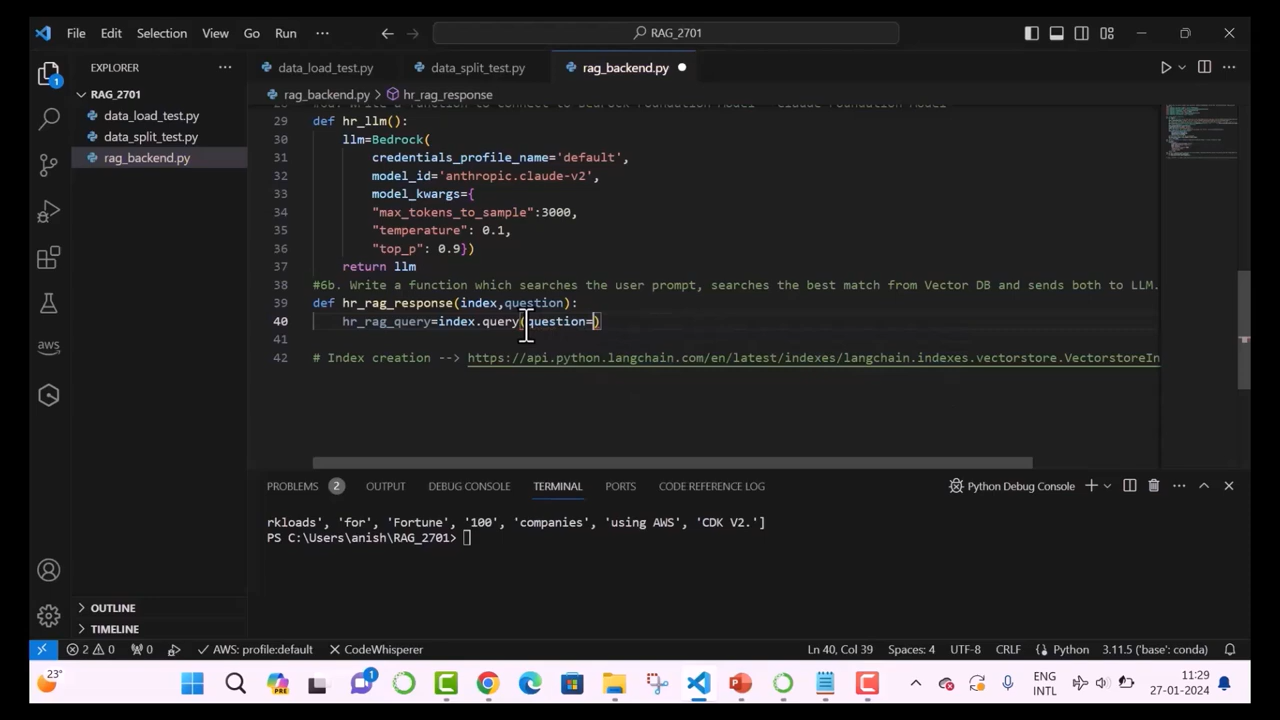 File Edit Selection View Go Run ··· RAG_2701
EXPLORER ··· data_load_test.py data_split_test.py rag_backend.py
RAG_2701 rag_backend.py > hr_rag_response
data_load_test.py
data_split_test.py
rag_backend.py
29 def hr_llm():
30 llm=Bedrock(
31 credentials_profile_name='default',
32 model_id='anthropic.claude-v2',
33 model_kwargs={
34 "max_tokens_to_sample":3000,
35 "temperature": 0.1,
36 "top_p": 0.9})
37 return llm
38 #6b. Write a function which searches the user prompt, searches the best match from Vector DB and sends both to LLM.
39 def hr_rag_response(index,question):
40 hr_rag_query=index.query(question=)
41
42 # Index creation --> https://api.python.langchain.com/en/latest/indexes/langchain.indexes.vectorstore.VectorstoreIn
aws
1
PROBLEMS 2 OUTPUT DEBUG CONSOLE TERMINAL PORTS CODE REFERENCE LOG Python Debug Console
rkloads', 'for', 'Fortune', '100', 'companies', 'using AWS', 'CDK V2.']
PS C:\Users\anish\RAG_2701>
OUTLINE
TIMELINE
2 0 0 AWS: profile:default CodeWhisperer Ln 40, Col 39 Spaces: 4 UTF-8 CRLF Python 3.11.5 ('base': conda)
23° PRE 1 ENG 11:29
INTL 27-01-2024